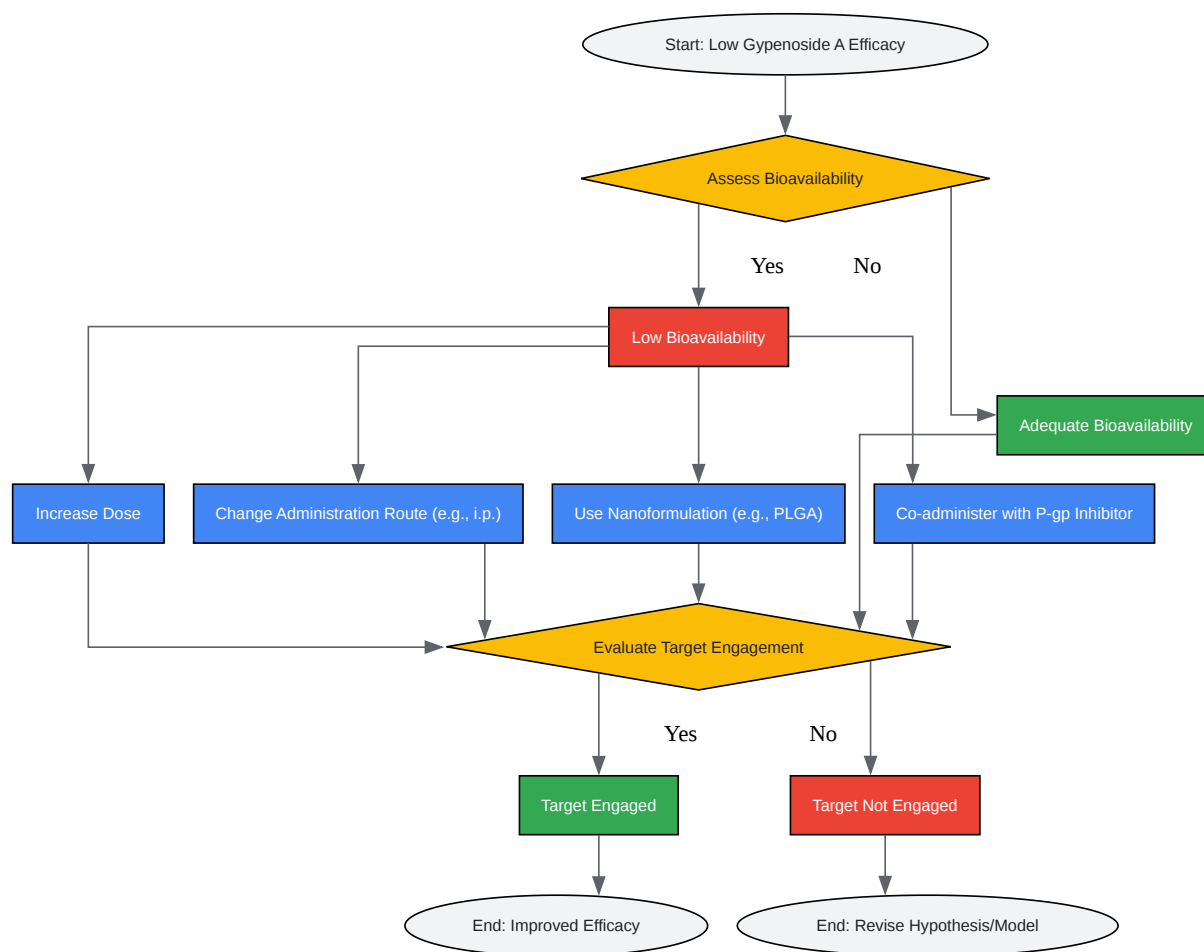 Start: Low Gypenoside A Efficacy
Assess Bioavailability
Yes
No
Low Bioavailability
Adequate Bioavailability
Increase Dose
Change Administration Route (e.g., i.p.)
Use Nanoformulation (e.g., PLGA)
Co-administer with P-gp Inhibitor
Evaluate Target Engagement
Yes
No
Target Engaged
Target Not Engaged
End: Improved Efficacy
End: Revise Hypothesis/Model